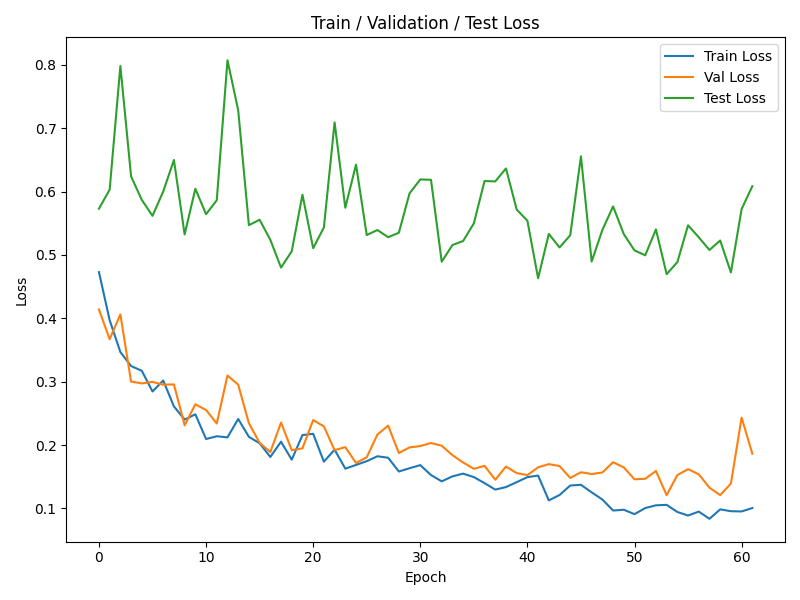 Train / Validation / Test Loss
Train Loss
Val Loss
Test Loss
0.8
0.7
0.6
0.5
0.4
0.3
0.2
0.1
Loss
0 10 20 30 40 50 60
Epoch